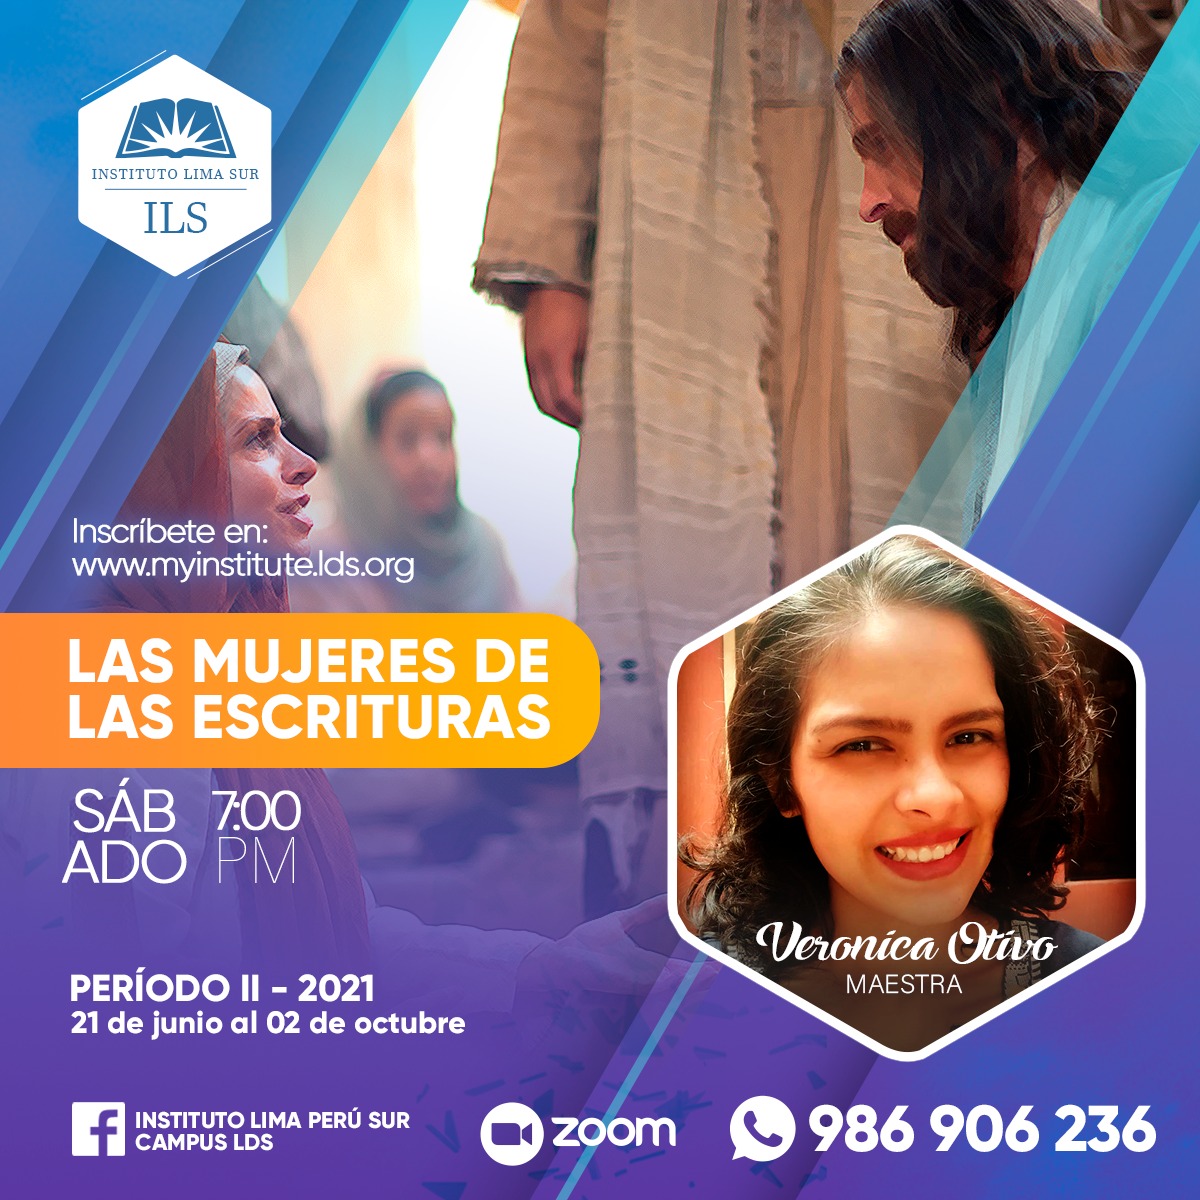 INSTITUTO LIMA SUR
ILS
Inscríbete en:
www.myinstitute.lds.org
LAS MUJERES DE
LAS ESCRITURAS
SÁB
ADO
7:00
PM
Veronica Otivo
MAESTRA
PERÍODO II - 2021
21 de junio al 02 de octubre
INSTITUTO LIMA PERÚ SUR
CAMPUS LDS
zoom
986 906 236